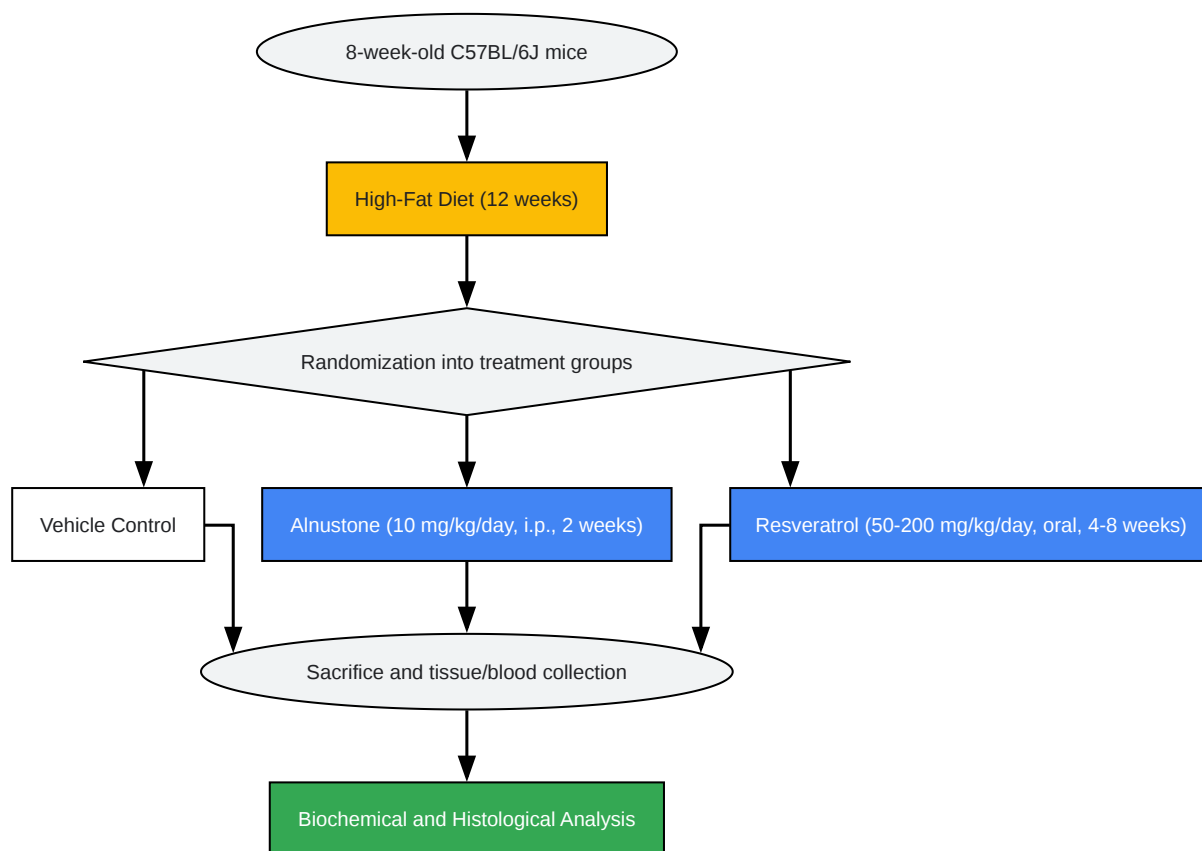 8-week-old C57BL/6J mice
High-Fat Diet (12 weeks)
Randomization into treatment groups
Vehicle Control
Alnustone (10 mg/kg/day, i.p., 2 weeks)
Resveratrol (50-200 mg/kg/day, oral, 4-8 weeks)
Sacrifice and tissue/blood collection
Biochemical and Histological Analysis